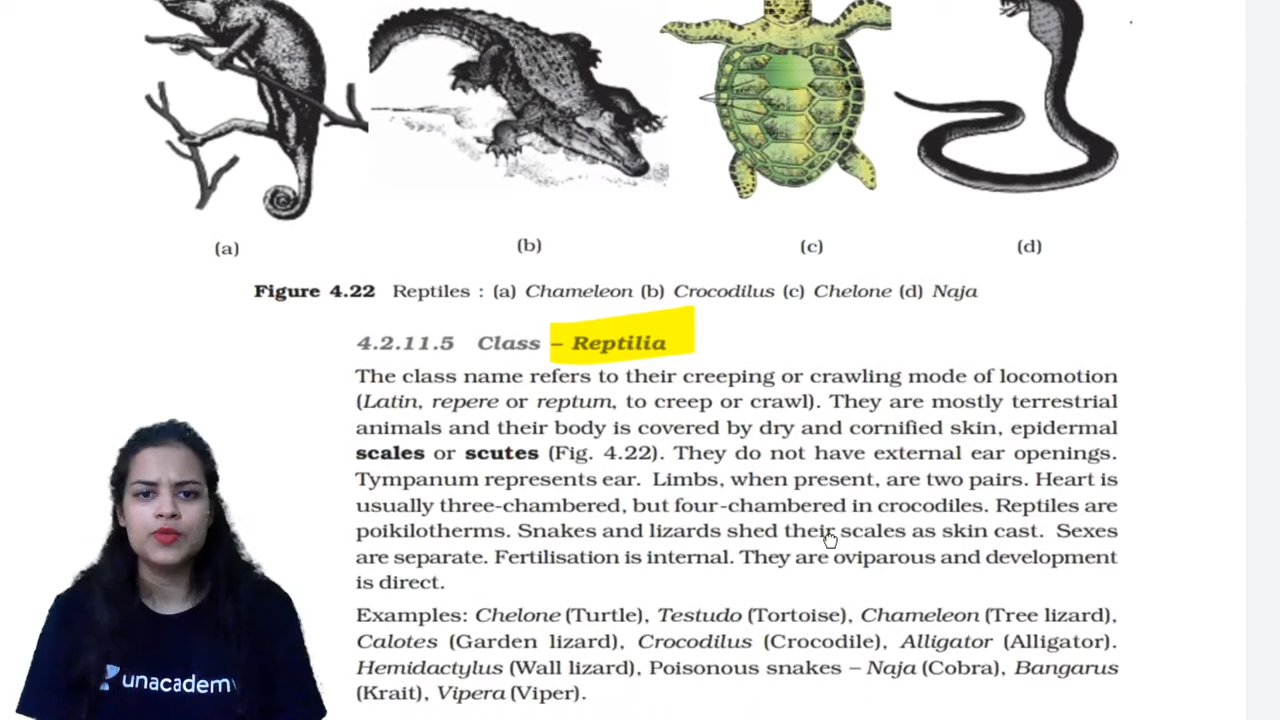 (a)
(b)
(c)
(d)
Figure 4.22 Reptiles : (a) Chameleon (b) Crocodilus (c) Chelone (d) Naja
4.2.11.5 Class – Reptilia
The class name refers to their creeping or crawling mode of locomotion
(Latin, repere or reptum, to creep or crawl). They are mostly terrestrial
animals and their body is covered by dry and cornified skin, epidermal
scales or scutes (Fig. 4.22). They do not have external ear openings.
Tympanum represents ear. Limbs, when present, are two pairs. Heart is
usually three-chambered, but four-chambered in crocodiles. Reptiles are
poikilotherms. Snakes and lizards shed their scales as skin cast. Sexes
are separate. Fertilisation is internal. They are oviparous and development
is direct.
Examples: Chelone (Turtle), Testudo (Tortoise), Chameleon (Tree lizard),
Calotes (Garden lizard), Crocodilus (Crocodile), Alligator (Alligator).
Hemidactylus (Wall lizard), Poisonous snakes – Naja (Cobra), Bangarus
(Krait), Vipera (Viper).
unacademy